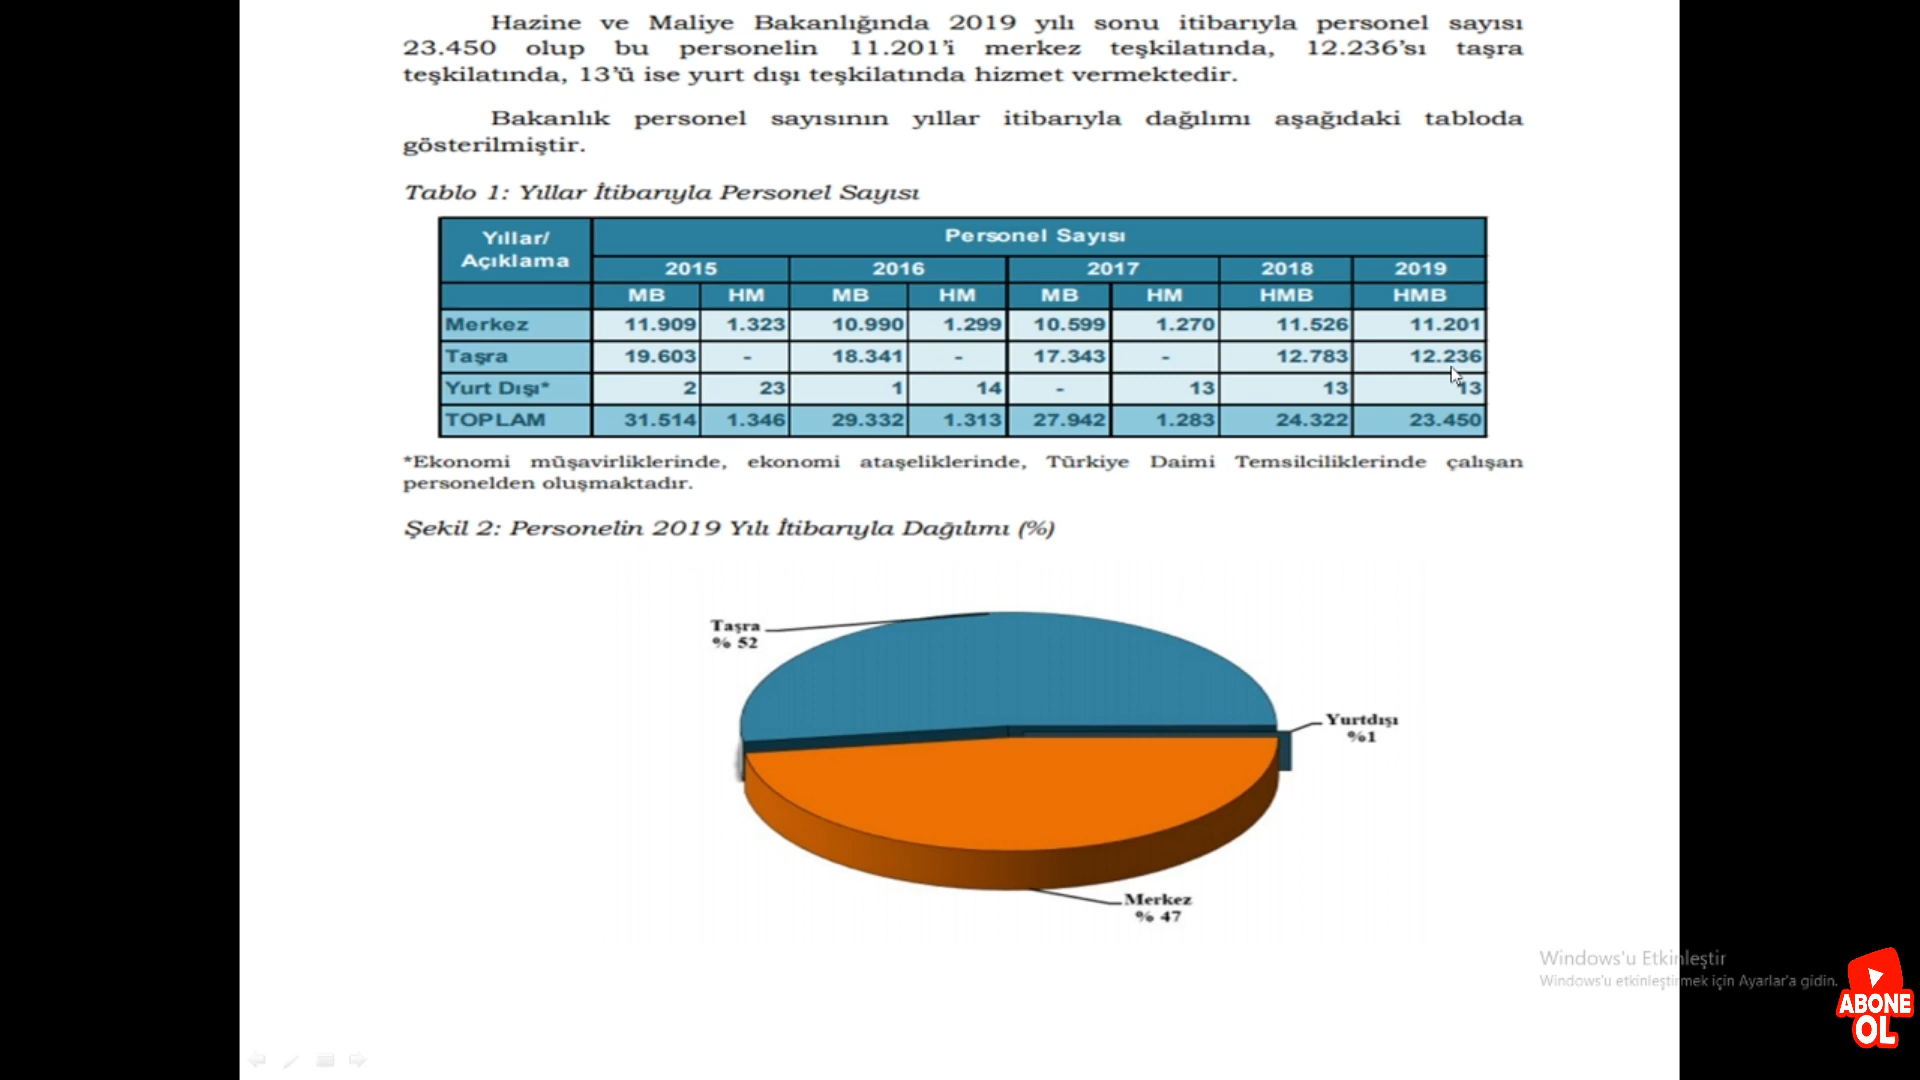 Hazine ve Maliye Bakanlığında 2019 yılı sonu itibarıyla personel sayısı
23.450 olup bu personelin 11.201'i merkez teşkilatında, 12.236'sı taşra
teşkilatında, 13'ü ise yurt dışı teşkilatında hizmet vermektedir.
Bakanlık personel sayısının yıllar itibarıyla dağılımı aşağıdaki tabloda
gösterilmiştir.
Tablo 1: Yıllar İtibarıyla Personel Sayısı
Yıllar/ Personel Sayısı
Açıklama 2015 2016 2017 2018 2019
MB HM MB HM MB HM HMB HMB
Merkez 11.909 1.323 10.990 1.299 10.599 1.270 11.526 11.201
Taşra 19.603 - 18.341 - 17.343 - 12.783 12.236
Yurt Dışı* 2 23 1 14 - 13 13 13
TOPLAM 31.514 1.346 29.332 1.313 27.942 1.283 24.322 23.450
*Ekonomi müşavirliklerinde, ekonomi ataşeliklerinde, Türkiye Daimi Temsilciliklerinde çalışan
personelden oluşmaktadır.
Şekil 2: Personelin 2019 Yılı İtibarıyla Dağılımı (%)
Taşra
% 52
Yurtdışı
%1
Merkez
% 47
Windows'u Etkinleştir
Windows'u etkinleştirmek için Ayarlar'a gidin.
ABONE
OL